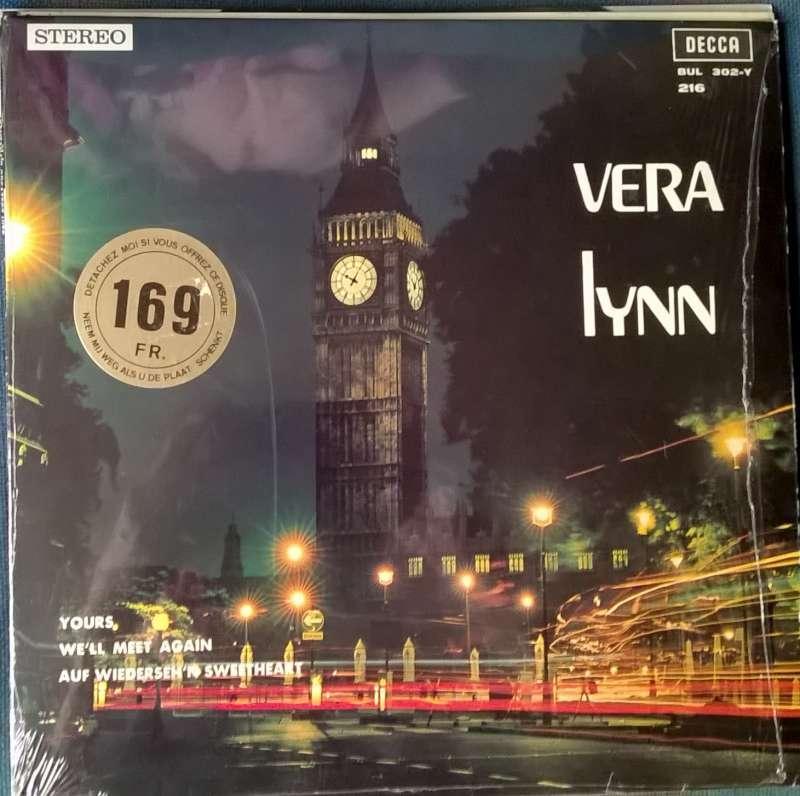 STEREO
DECCA
BUL 302-Y
216
VERA
lYNN
DETACHEZ MOI SI VOUS OFFREZ CE DISQUE
169
FR.
NEEM MIJ WEG ALS U DE PLAAT SCHENKT
YOURS,
WE'LL MEET AGAIN
AUF WIEDERSEH'N SWEETHEART